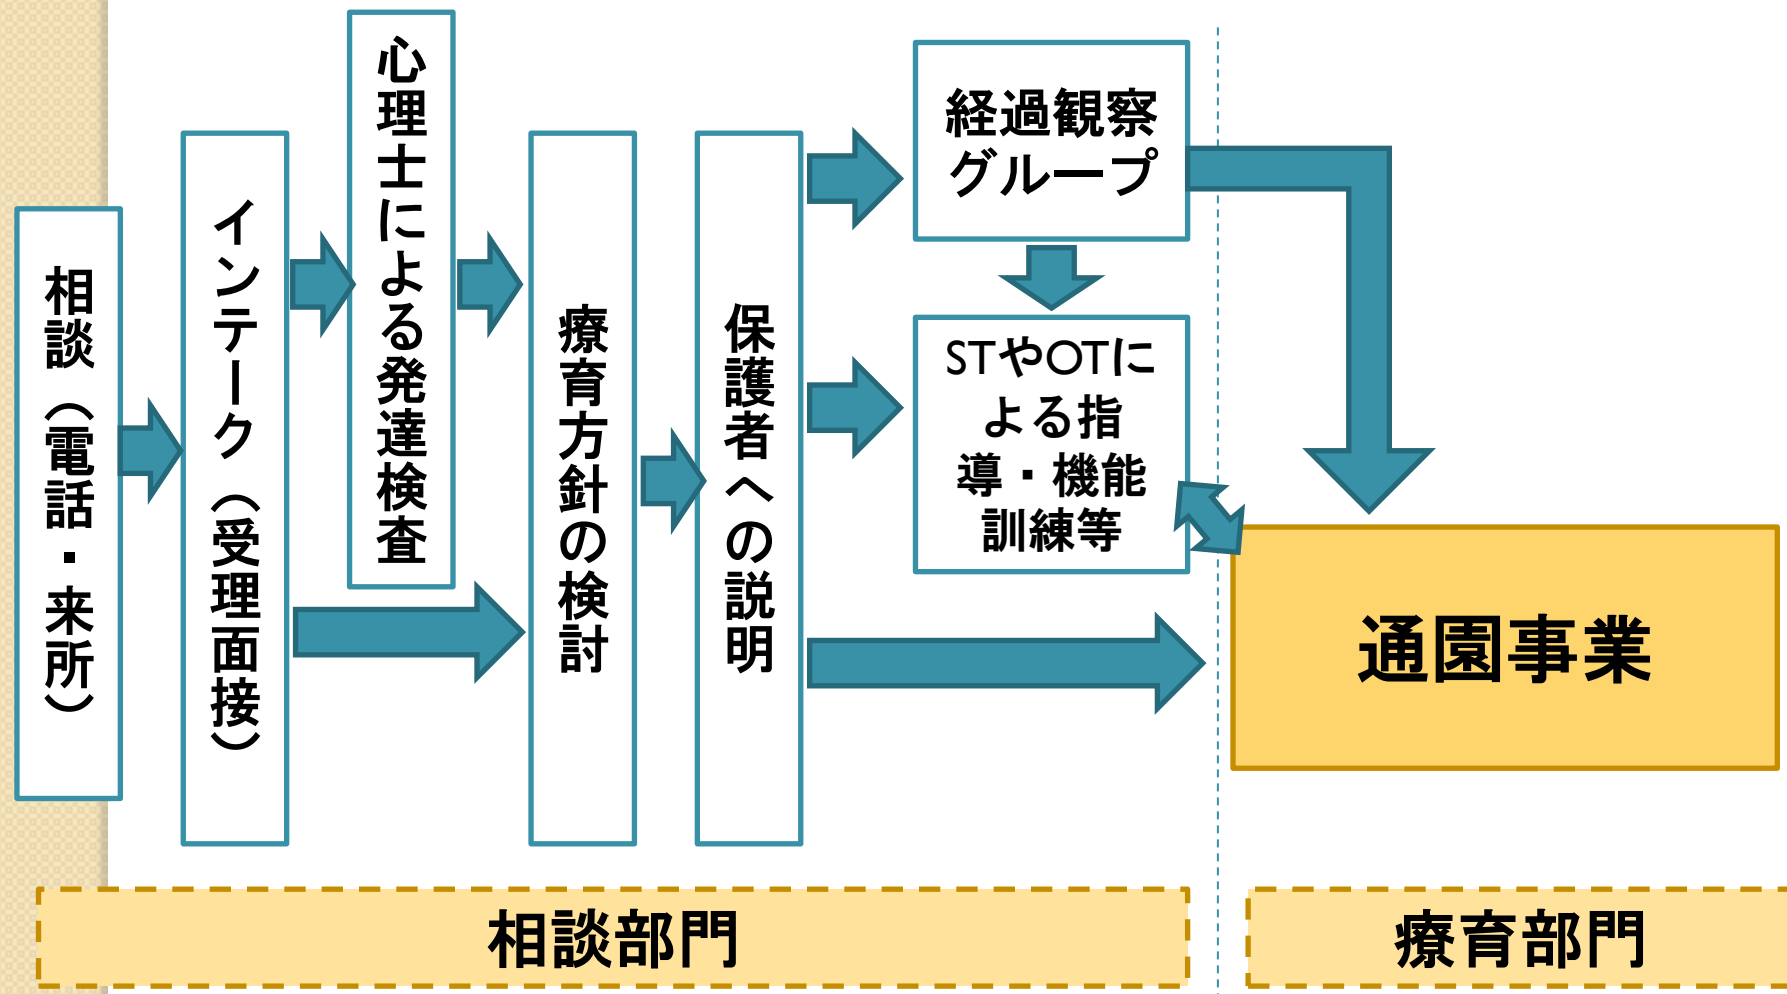 相談（電話・来所）
インテーク（受理面接）
心理士による発達検査
療育方針の検討
保護者への説明
経過観察
グループ
STやOTに
よる指
導・機能
訓練等
通園事業
相談部門
療育部門